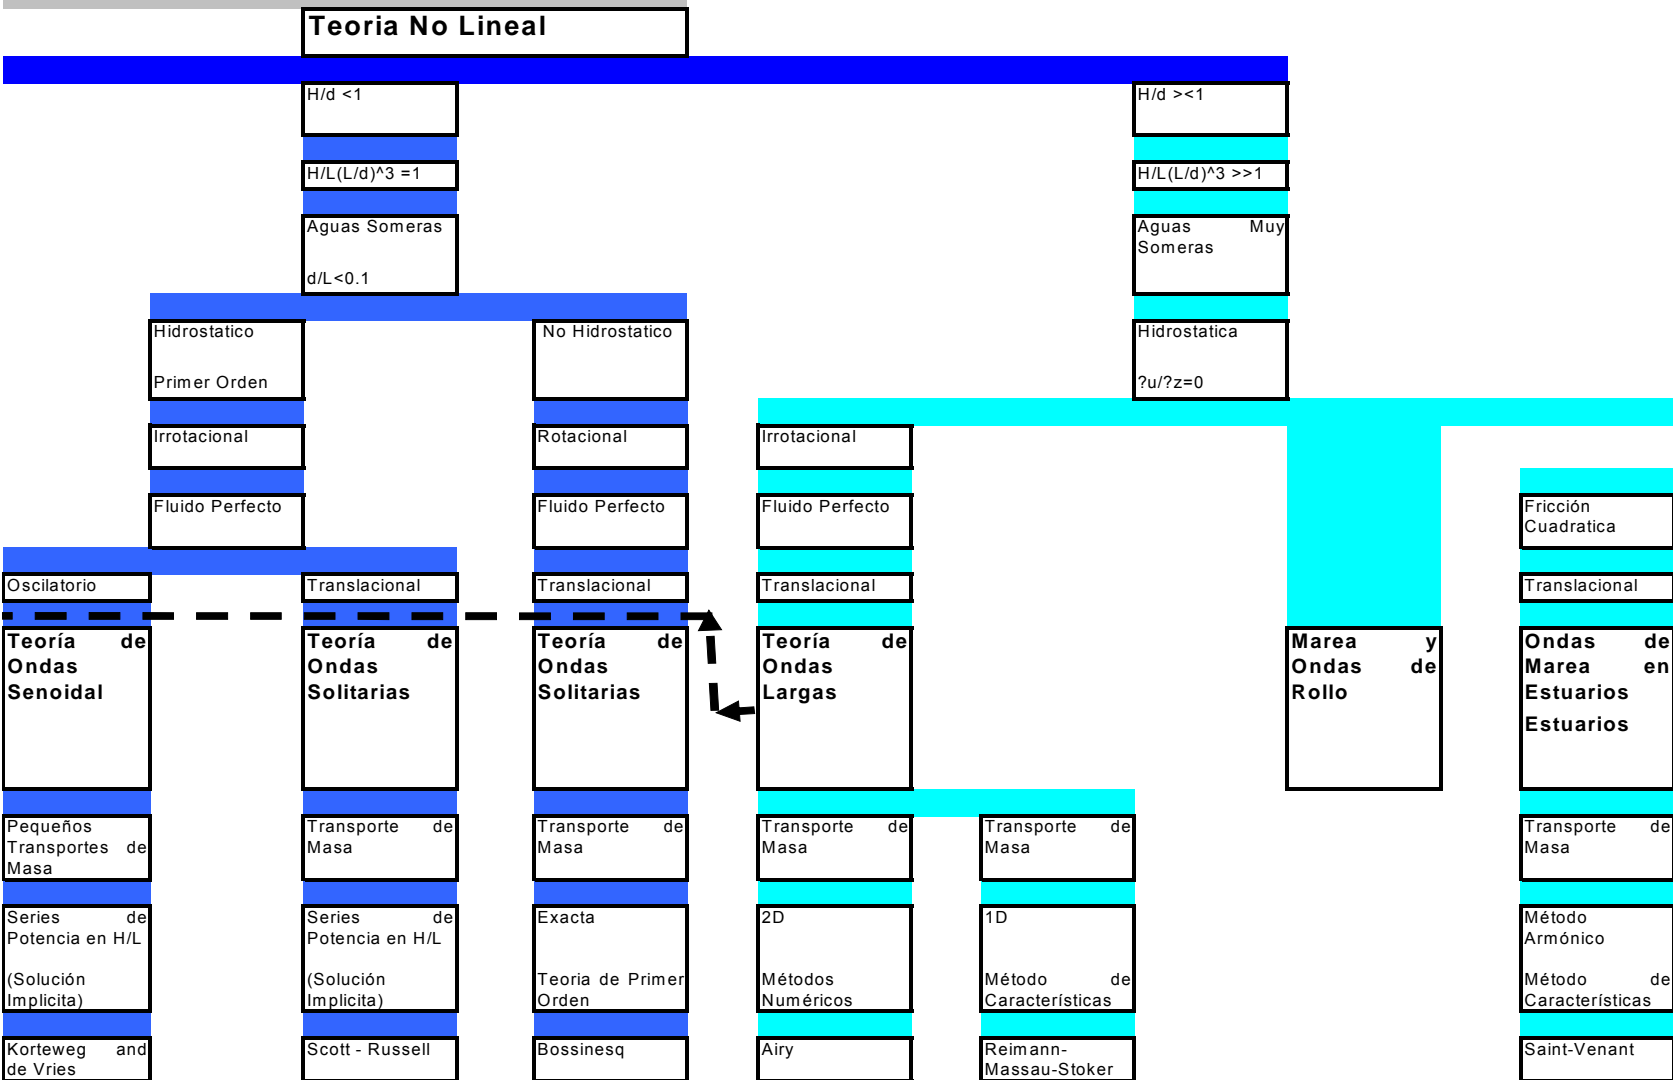 Teoria No Lineal
H/d <1
H/d ><1
H/L(L/d)^3 =1
H/L(L/d)^3 >>1
Aguas Someras
d/L<0.1
Aguas Muy
Someras
Hidrostatico
Primer Orden
No Hidrostatico
Hidrostatica
?u/?z=0
Irrotacional
Rotacional
Irrotacional
Fluido Perfecto
Fluido Perfecto
Fluido Perfecto
Fricción
Cuadratica
Oscilatorio
Translacional
Translacional
Translacional
Translacional
Teoría de
Ondas
Senoidal
Teoría de
Ondas
Solitarias
Teoría de
Ondas
Solitarias
Teoría de
Ondas
Largas
Marea y
Ondas de
Rollo
Ondas de
Marea en
Estuarios
Estuarios
Pequeños
Transportes de
Masa
Transporte de
Masa
Transporte de
Masa
Transporte de
Masa
Transporte de
Masa
Transporte de
Masa
Series de
Potencia en H/L
(Solución
Implicita)
Series de
Potencia en H/L
(Solución
Implicita)
Exacta
Teoria de Primer
Orden
2D
Métodos
Numéricos
1D
Método de
Características
Método
Armónico
Método de
Características
Korteweg and
de Vries
Scott - Russell
Bossinesq
Airy
Reimann-
Massau-Stoker
Saint-Venant